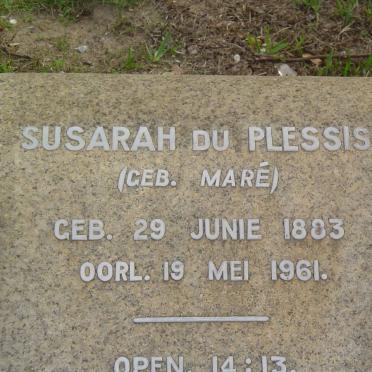 SUSARAH DU PLESSIS
(GEB. MARÉ)
GEB. 29 JUNIE 1883
OORL. 19 MEI 1961.
OPEN. 14:13.